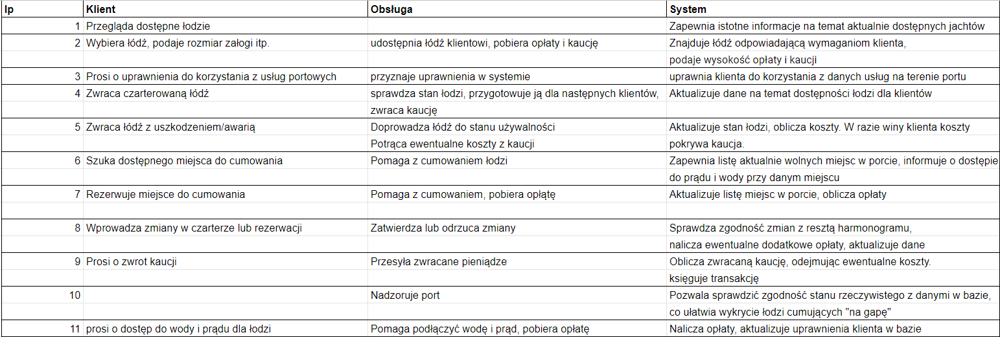 lp Klient Obsługa System
1 Przegląda dostępne łodzie Zapewnia istotne informacje na temat aktualnie dostępnych jachtów
2 Wybiera łódź, podaje rozmiar załogi itp. udostępnia łódź klientowi, pobiera opłaty i kaucję Znajduje łódź odpowiadającą wymaganiom klienta,
podaje wysokość opłaty i kaucji
3 Prosi o uprawnienia do korzystania z usług portowych przyznaje uprawnienia w systemie uprawnia klienta do korzystania z danych usług na terenie portu
4 Zwraca czarterowaną łódź sprawdza stan łodzi, przygotowuje ją dla następnych klientów, Aktualizuje dane na temat dostępności łodzi dla klientów
zwraca kaucję
5 Zwraca łódź z uszkodzeniem/awarią Doprowadza łódź do stanu używalności Aktualizuje stan łodzi, oblicza koszty. W razie winy klienta koszty
Potrąca ewentualne koszty z kaucji pokrywa kaucja.
6 Szuka dostępnego miejsca do cumowania Pomaga z cumowaniem łodzi Zapewnia listę aktualnie wolnych miejsc w porcie, informuje o dostępie
do prądu i wody przy danym miejscu
7 Rezerwuje miejsce do cumowania Pomaga z cumowaniem, pobiera opłątę Aktualizuje listę miejsc w porcie, oblicza opłaty
8 Wprowadza zmiany w czarterze lub rezerwacji Zatwierdza lub odrzuca zmiany Sprawdza zgodność zmian z resztą harmonogramu,
nalicza ewentualne dodatkowe opłaty, aktualizuje dane
9 Prosi o zwrot kaucji Przesyła zwracane pieniądze Oblicza zwracaną kaucję, odejmując ewentualne koszty.
księguje transakcję
10 Nadzoruje port Pozwala sprawdzić zgodność stanu rzeczywistego z danymi w bazie,
co ułatwia wykrycie łodzi cumujących "na gapę"
11 prosi o dostęp do wody i prądu dla łodzi Pomaga podłączyć wodę i prąd, pobiera opłatę Nalicza opłaty, aktualizuje uprawnienia klienta w bazie